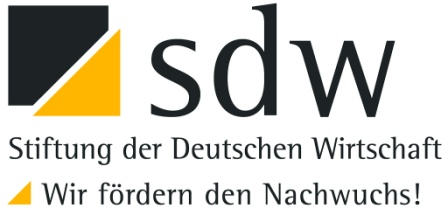 sdw
Stiftung der Deutschen Wirtschaft
Wir fördern den Nachwuchs!